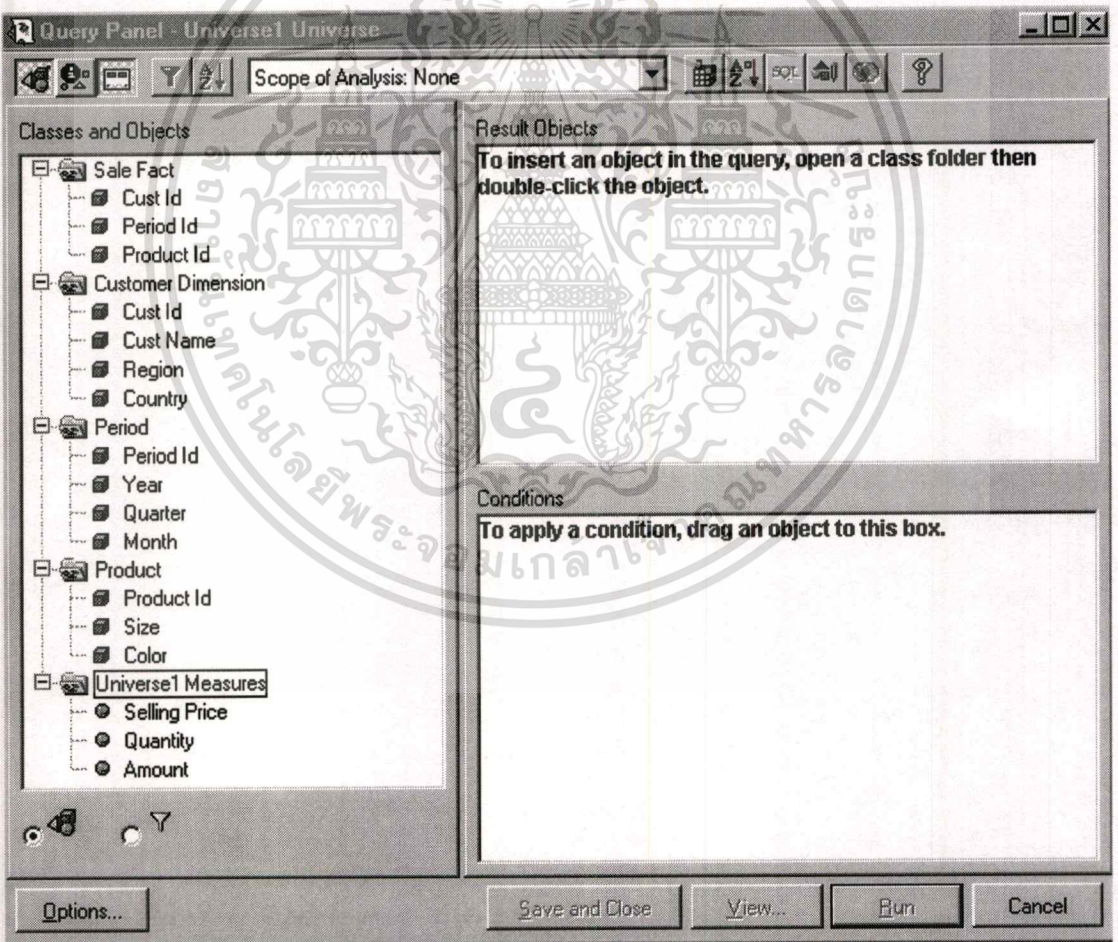 Query Panel - Universe1 Universe
Scope of Analysis: None
SQL
Classes and Objects
Sale Fact
Cust Id
Period Id
Product Id
Customer Dimension
Cust Id
Cust Name
Region
Country
Period
Period Id
Year
Quarter
Month
Product
Product Id
Size
Color
Universe1 Measures
Selling Price
Quantity
Amount
Result Objects
To insert an object in the query, open a class folder then
double-click the object.
Conditions
To apply a condition, drag an object to this box.
Options...
Save and Close
View...
Run
Cancel